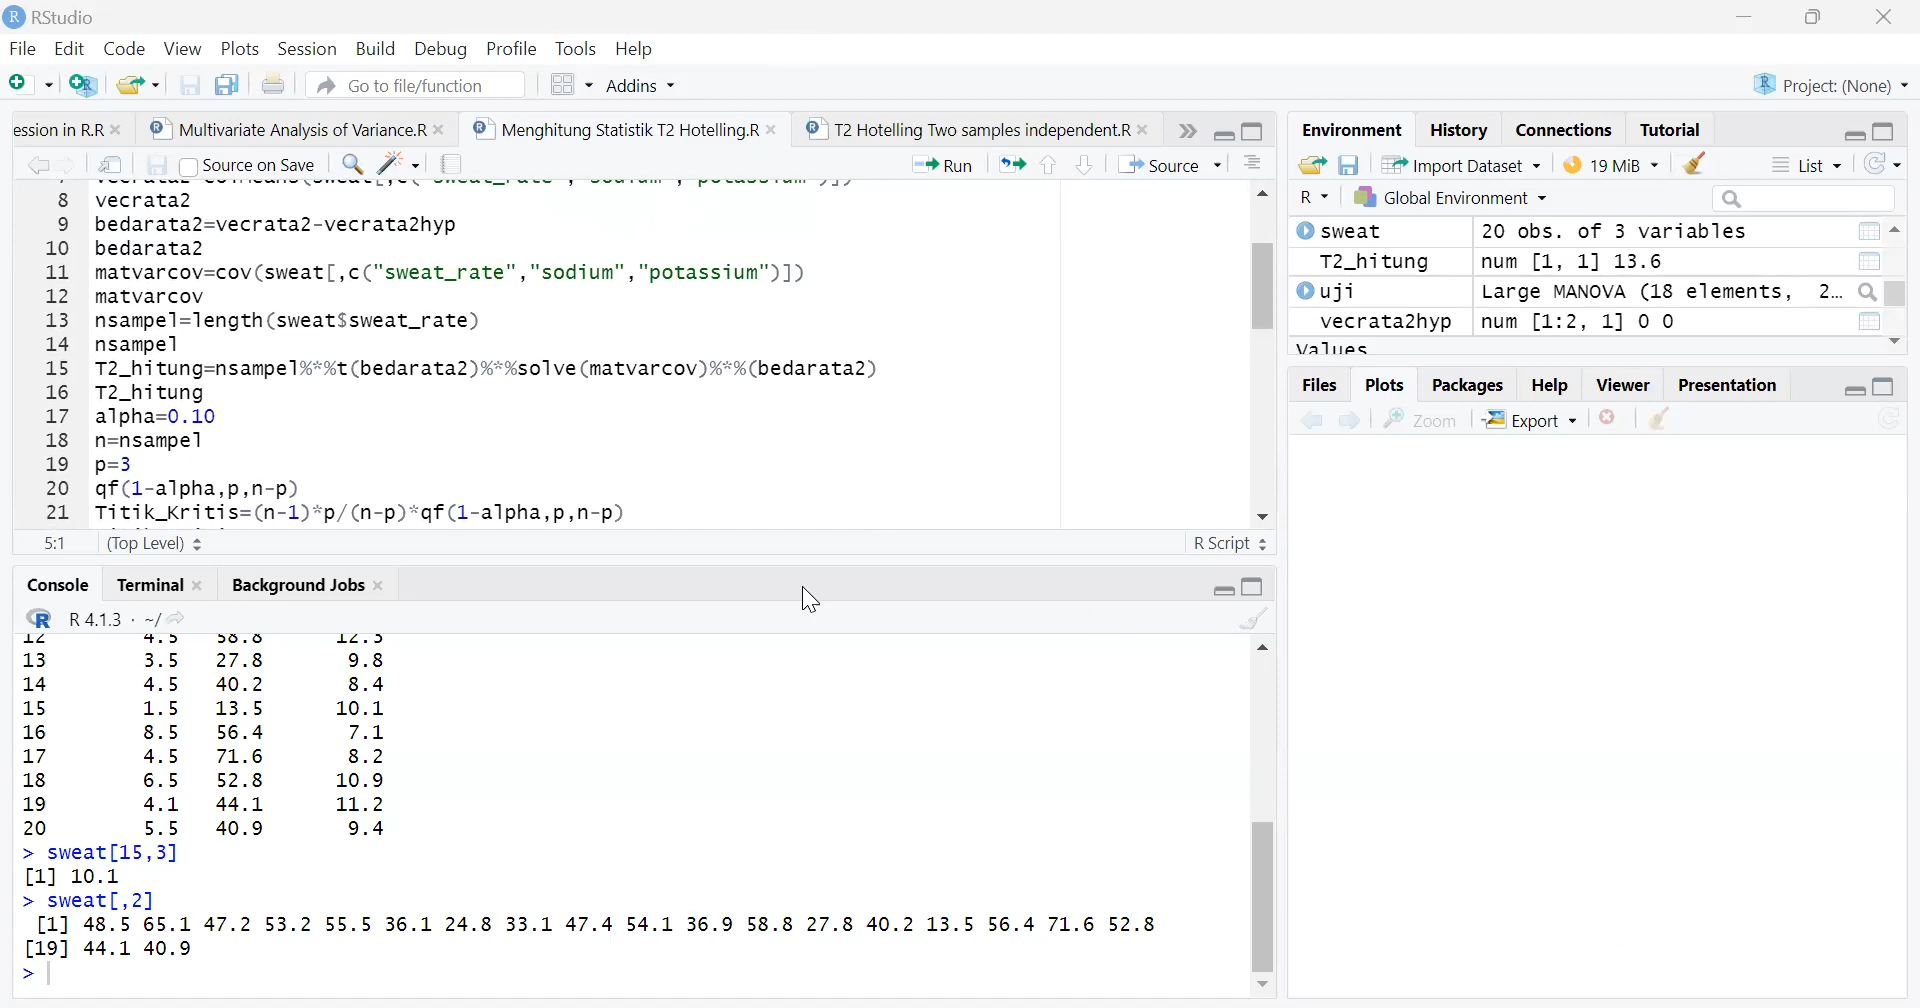 RStudio
File Edit Code View Plots Session Build Debug Profile Tools Help
Go to file/function Addins Project: (None)
ession in R.R Multivariate Analysis of Variance.R Menghitung Statistik T2 Hotelling.R T2 Hotelling Two samples independent.R
Source on Save Run Source
8 vecrata2
9 bedarata2=vecrata2-vecrata2hyp
10 bedarata2
11 matvarcov=cov(sweat[,c("sweat_rate","sodium","potassium")])
12 matvarcov
13 nsampel=length(sweat$sweat_rate)
14 nsampel
15 T2_hitung=nsampel%*%t(bedarata2)%*%solve(matvarcov)%*%(bedarata2)
16 T2_hitung
17 alpha=0.10
18 n=nsampel
19 p=3
20 qf(1-alpha,p,n-p)
21 Titik_Kritis=(n-1)*p/(n-p)*qf(1-alpha,p,n-p)
5:1 (Top Level) R Script
Console Terminal Background Jobs
R 4.1.3 · ~/
12 4.5 58.8 12.3
13 3.5 27.8 9.8
14 4.5 40.2 8.4
15 1.5 13.5 10.1
16 8.5 56.4 7.1
17 4.5 71.6 8.2
18 6.5 52.8 10.9
19 4.1 44.1 11.2
20 5.5 40.9 9.4
> sweat[15,3]
[1] 10.1
> sweat[,2]
[1] 48.5 65.1 47.2 53.2 55.5 36.1 24.8 33.1 47.4 54.1 36.9 58.8 27.8 40.2 13.5 56.4 71.6 52.8
[19] 44.1 40.9
>
Environment History Connections Tutorial
Import Dataset 19 MiB List
R Global Environment
sweat 20 obs. of 3 variables
T2_hitung num [1, 1] 13.6
uji Large MANOVA (18 elements, 2...
vecrata2hyp num [1:2, 1] 0 0
Values
Files Plots Packages Help Viewer Presentation
Zoom Export